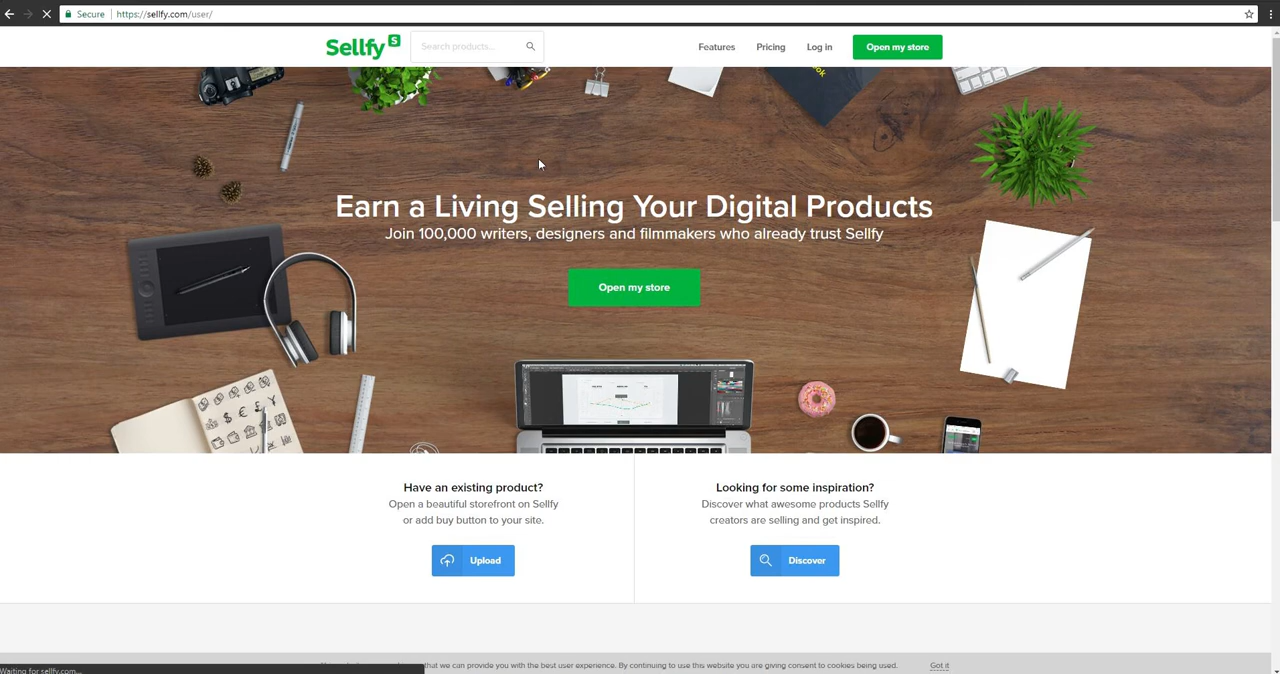 Secure
https://sellfy.com/user/
Sellfy S
Search products...
Features
Pricing
Log in
Open my store
Earn a Living Selling Your Digital Products
Join 100,000 writers, designers and filmmakers who already trust Sellfy
Open my store
Have an existing product?
Open a beautiful storefront on Sellfy
or add buy button to your site.
Upload
Looking for some inspiration?
Discover what awesome products Sellfy
creators are selling and get inspired.
Discover
that we can provide you with the best user experience. By continuing to use this website you are giving consent to cookies being used.
Got it
Waiting for sellfy.com...